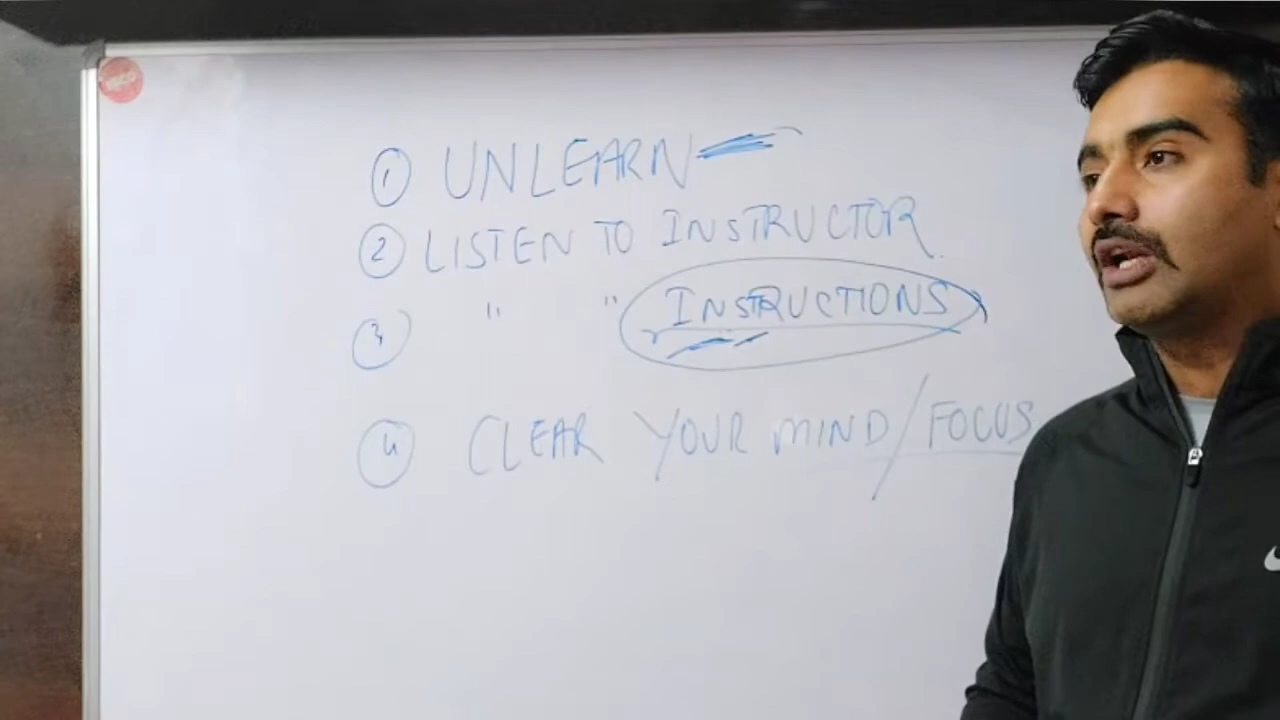 ① UNLEARN
② LISTEN TO INSTRUCTOR
③ " " INSTRUCTIONS
④ CLEAR YOUR MIND/FOCUS